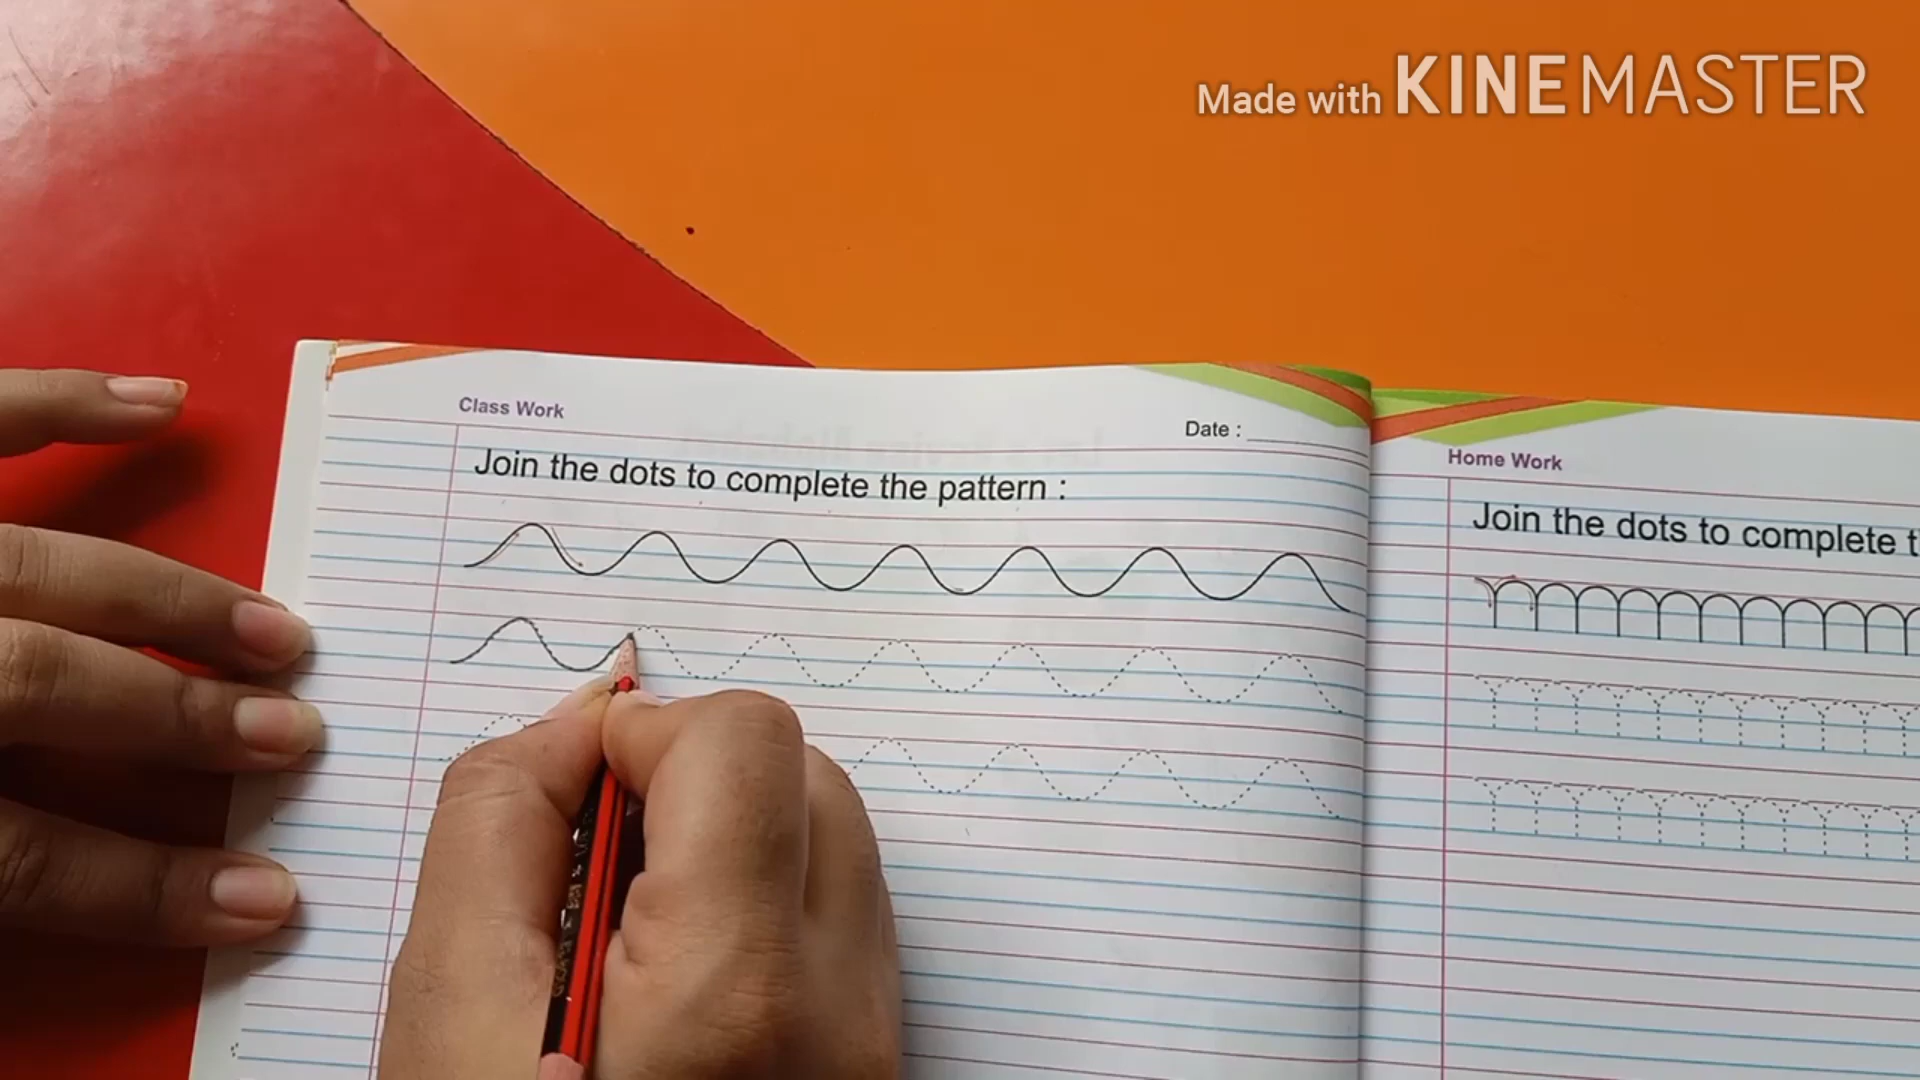 Made with KINEMASTER
Class Work
Date :
Join the dots to complete the pattern :
Home Work
Join the dots to complete